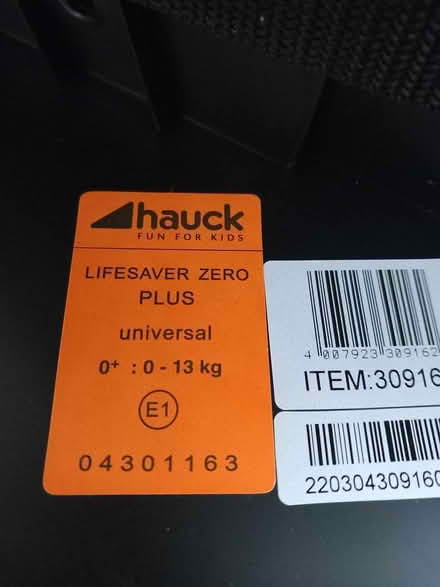 hauck
FUN FOR KIDS
LIFESAVER ZERO
PLUS
universal
0+ : 0 - 13 kg
E1
04301163
4 007923 309162
ITEM:30916
220304309160